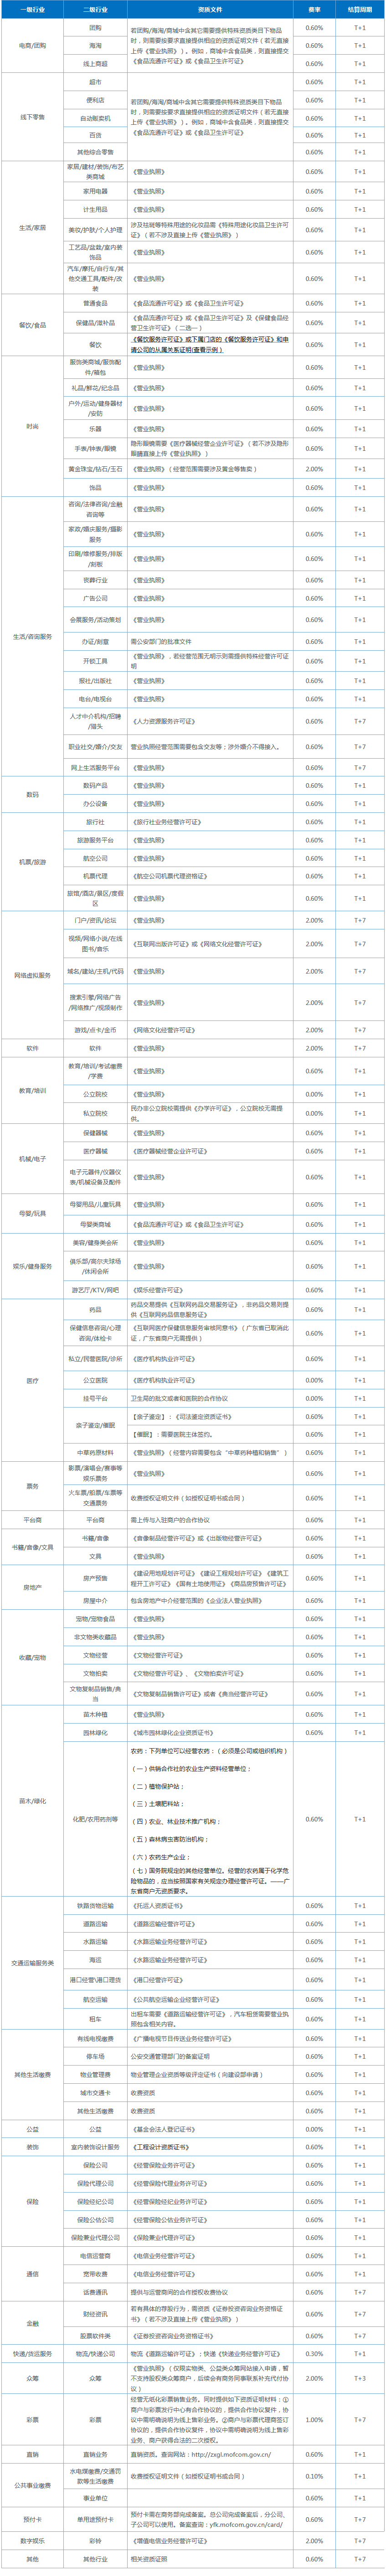 一级行业 二级行业 资质文件 费率 结算周期
电商/团购
团购 0.60% T+1
海淘 0.60% T+1
线上商超 0.60% T+1
若团购/海淘/商城中含其它需要提供特殊资质类目下物品
时，则需要按要求直接提供相应的资质证明文件（若无直接
上传《营业执照》）。例如，商城中含食品类，则直接提交
《食品流通许可证》或《食品卫生许可证》
线下零售
超市 0.60% T+1
便利店 0.60% T+1
自动贩卖机 0.60% T+1
百货 0.60% T+1
其他综合零售 0.60% T+1
若团购/海淘/商城中含其它需要提供特殊资质类目下物品
时，则需要按要求直接提供相应的资质证明文件（若无直接
上传《营业执照》）。例如，商城中含食品类，则直接提交
《食品流通许可证》或《食品卫生许可证》
生活/家居
家居/建材/装饰/布艺
类商城 《营业执照》 0.60% T+1
家用电器 《营业执照》 0.60% T+1
计生用品 《营业执照》 0.60% T+1
美妆/护肤/个人护理
涉及祛斑等特殊用途的化妆品需《特殊用途化妆品卫生许可
证》（若不涉及直接上传《营业执照》） 0.60% T+1
工艺品/盆栽/室内装
饰品 《营业执照》 0.60% T+1
汽车/摩托/自行车/其
他交通工具/配件/改
装 《营业执照》 0.60% T+1
餐饮/食品
普通食品 《食品流通许可证》或《食品卫生许可证》 0.60% T+1
保健品/滋补品
《食品流通许可证》或《食品卫生许可证》及《保健食品经
营卫生许可证》（二选一） 0.60% T+1
餐饮
《餐饮服务许可证》或下属门店的《餐饮服务许可证》和申
请公司的从属关系证明(查看示例) 0.60% T+1
时尚
服饰类商城/服饰配
件/箱包 《营业执照》 0.60% T+1
礼品/鲜花/纪念品 《营业执照》 0.60% T+1
户外/运动/健身器材
/安防 《营业执照》 0.60% T+1
乐器 《营业执照》 0.60% T+1
手表/钟表/眼镜
隐形眼镜需要《医疗器械经营企业许可证》（若不涉及隐形
眼镜直接上传《营业执照》） 0.60% T+1
黄金珠宝/钻石/玉石 《营业执照》（经营范围需要涉及黄金等售卖） 2.00% T+1
饰品 《营业执照》 0.60% T+1
生活/咨询服务
咨询/法律咨询/金融
咨询等 《营业执照》 0.60% T+1
家政/婚庆服务/摄影
服务 《营业执照》 0.60% T+1
印刷/维修服务/排版
/刻板 《营业执照》 0.60% T+1
丧葬行业 《营业执照》 0.60% T+1
广告公司 《营业执照》 0.60% T+1
会展服务/活动策划 《营业执照》 0.60% T+1
办证/刻章 需公安部门的批准文件 0.60% T+1
开锁工具
《营业执照》，若经营范围无明示则需提供特殊经营许可证
明 0.60% T+1
报社/出版社 《营业执照》 0.60% T+1
电台/电视台 《营业执照》 0.60% T+1
人才中介机构/招聘
/猎头 《人力资源服务许可证》 0.60% T+7
职业社交/婚介/交友 营业执照经营范围需要包含交友等；涉外婚介不得接入。 0.60% T+7
网上生活服务平台 《营业执照》 0.60% T+7
数码
数码产品 《营业执照》 0.60% T+1
办公设备 《营业执照》 0.60% T+1
机票/旅游
旅行社 《旅行社业务经营许可证》 0.60% T+1
旅游服务平台 《营业执照》 0.60% T+1
航空公司 《营业执照》 0.60% T+1
机票代理 《航空公司机票代理资格证》 0.60% T+1
旅馆/酒店/景区/度假
区 《营业执照》 0.60% T+1
网络虚拟服务
门户/资讯/论坛 《营业执照》 2.00% T+7
视频/网络小说/在线
图书/音乐 《互联网出版许可证》或《网络文化经营许可证》 2.00% T+7
域名/建站/主机/代码 《营业执照》 2.00% T+7
搜索引擎/网络广告
/网络推广/视频制作 《营业执照》 2.00% T+7
游戏/点卡/金币 《网络文化经营许可证》 2.00% T+7
软件 软件 《营业执照》 2.00% T+7
教育/培训
教育/培训/考试缴费
/学费 《营业执照》 0.60% T+1
公立院校 《营业执照》 0.00% T+1
私立院校
民办非公立院校需提供《办学许可证》，公立院校无需提
供。 0.00% T+1
机械/电子
保健器械 《营业执照》 0.60% T+1
医疗器械 《医疗器械经营企业许可证》 0.60% T+1
电子元器件/仪器仪
表/机械设备及配件 《营业执照》 0.60% T+1
母婴/玩具
母婴用品/儿童玩具 《营业执照》 0.60% T+1
母婴类商城 《食品流通许可证》或《食品卫生许可证》 0.60% T+1
娱乐/健身服务
美容/健身类会所 《营业执照》 0.60% T+1
俱乐部/高尔夫球场
/休闲会所 《营业执照》 0.60% T+1
游艺厅/KTV/网吧 《娱乐经营许可证》 0.60% T+1
医疗
药品
药品交易提供《互联网药品交易服务证》，非药品交易则提
供《互联网药品信息服务证》 0.60% T+1
保健信息咨询/心理
咨询/体检卡
《互联网医疗保健信息服务审核同意书》（广东省已取消此
证，广东省商户无需提供） 0.60% T+1
私立/民营医院/诊所 《医疗机构执业许可证》 0.60% T+1
公立医院 《医疗机构执业许可证》 0.00% T+1
挂号平台 卫生局的批文或者和医院的合作协议 0.00% T+1
亲子鉴定/催眠
【亲子鉴定】：《司法鉴定资质证书》 0.60% T+1
【催眠】：需要医院主体签约。 0.60% T+1
中草药原材料 《营业执照》（经营内容需要包含“中草药种植和销售”） 0.60% T+1
票务
影票/演唱会/赛事等
娱乐票务 《营业执照》 0.60% T+1
火车票/船票/车票等
交通票务 收费授权证明文件（如授权证明书或合同） 0.60% T+1
平台商 平台商 需上传与入驻商户的合作协议 0.60% T+1
书籍/音像/文具
书籍/音像 《音像制品经营许可证》或《出版物经营许可证》 0.60% T+1
文具 《营业执照》 0.60% T+1
房地产
房产预售
《建设用地规划许可证》《建设工程规划许可证》《建筑工
程开工许可证》《国有土地使用证》《商品房预售许可证》 0.60% T+1
房屋中介 包含房地产中介经营范围的《企业法人营业执照》 0.60% T+1
收藏/宠物
宠物/宠物食品 《营业执照》 0.60% T+1
非文物类收藏品 《营业执照》 0.60% T+1
文物经营 《文物经营许可证》 0.60% T+1
文物拍卖 《文物经营许可证》、《文物拍卖许可证》 0.60% T+1
文物复制品销售/典
当 《文物复制品销售许可证》或者《典当经营许可证》 0.60% T+1
苗木/绿化
苗木种植 《营业执照》 0.60% T+1
园林绿化 《城市园林绿化企业资质证书》 0.60% T+1
化肥/农用药剂等 0.60% T+1
农药：下列单位可以经营农药：（必须是公司或组织机构）
（一）供销合作社的农业生产资料经营单位；
（二）植物保护站；
（三）土壤肥料站；
（四）农业、林业技术推广机构；
（五）森林病虫害防治机构；
（六）农药生产企业；
（七）国务院规定的其他经营单位。经营的农药属于化学危
险物品的，应当按照国家有关规定办理经营许可证。——广
东省商户无资质要求。
交通运输服务类
铁路货物运输 《托运人资质证书》 0.60% T+1
道路运输 《道路运输经营许可证》 0.60% T+1
水路运输 《水路运输业务经营许可证》 0.60% T+1
海运 《水路运输业务经营许可证》 0.60% T+1
港口经营\港口理货 《港口经营许可证》 0.60% T+1
航空运输 《公共航空运输企业经营许可证》 0.60% T+1
租车
出租车需要《道路运输经营许可证》，汽车租赁需要营业执
照包含相关内容。 0.60% T+1
其他生活缴费
有线电视缴费 《广播电视节目传送业务经营许可证》 0.60% T+1
停车场 公安交通管理部门的备案证明 0.60% T+1
物业管理费 物业管理企业资质等级评定证书（向建设部申请） 0.60% T+1
城市交通卡 收费资质 0.60% T+1
其他生活缴费 收费资质 0.60% T+1
公益 公益 《基金会法人登记证书》 0.00% T+1
装饰 室内装饰设计服务 《工程设计资质证书》 0.60% T+1
保险
保险公司 《经营保险业务许可证》 0.60% T+1
保险代理公司 《经营保险代理业务许可证》 0.60% T+1
保险经纪公司 《经营保险经纪业务许可证》 0.60% T+1
保险公估公司 《经营保险公估业务许可证》 0.60% T+1
保险兼业代理公司 《保险兼业代理许可证》 0.60% T+1
通信
电信运营商 《电信业务经营许可证》 0.60% T+1
宽带收费 《电信业务经营许可证》 0.60% T+1
话费通讯 提供与运营商间的合作授权收费协议 0.60% T+7
金融
财经资讯
若有具体的荐股行为，需资质《证券投资咨询业务资格证
书》（若不涉及直接上传《营业执照》） 0.60% T+7
股票软件类 《证券投资咨询业务资格证书》 0.60% T+7
快递/货运服务 物流/快递公司 物流《道路运输许可证》；快递《快递业务经营许可证》 0.30% T+1
众筹 众筹
《营业执照》（仅限实物类、公益类众筹网站接入申请，暂
不支持股权类众筹商户，后续会有商务同事联系补充代付协
议） 2.00% T+3
彩票 彩票
经营无纸化彩票销售业务。同时提供如下资质证明材料：①
商户与彩票发行中心有合作协议的，提供合作协议复件，协
议中需明确说明为线上售彩业务。②商户与彩票代理商签订
协议的，提供合作协议复件，协议中需明确说明为线上售彩
业务、商户获得合法的二次授权。 1.00% T+7
直销 直销业务 直销资质。查询网站：http://zxgl.mofcom.gov.cn/ 0.60% T+1
公共事业缴费
水电煤缴费/交通罚
款等生活缴费 收费授权证明文件（如授权证明书或合同） 0.10% T+1
事业单位 0.60% T+1
预付卡 单用途预付卡
预付卡需在商务部完成备案。总公司完成备案后，分公司、
子公司可以使用。备案查询：yfk.mofcom.gov.cn/card/ 0.60% T+7
数字娱乐 彩铃 《增值电信业务经营许可证》 2.00% T+7
其他 其他行业 相关资质证照 0.60% T+7